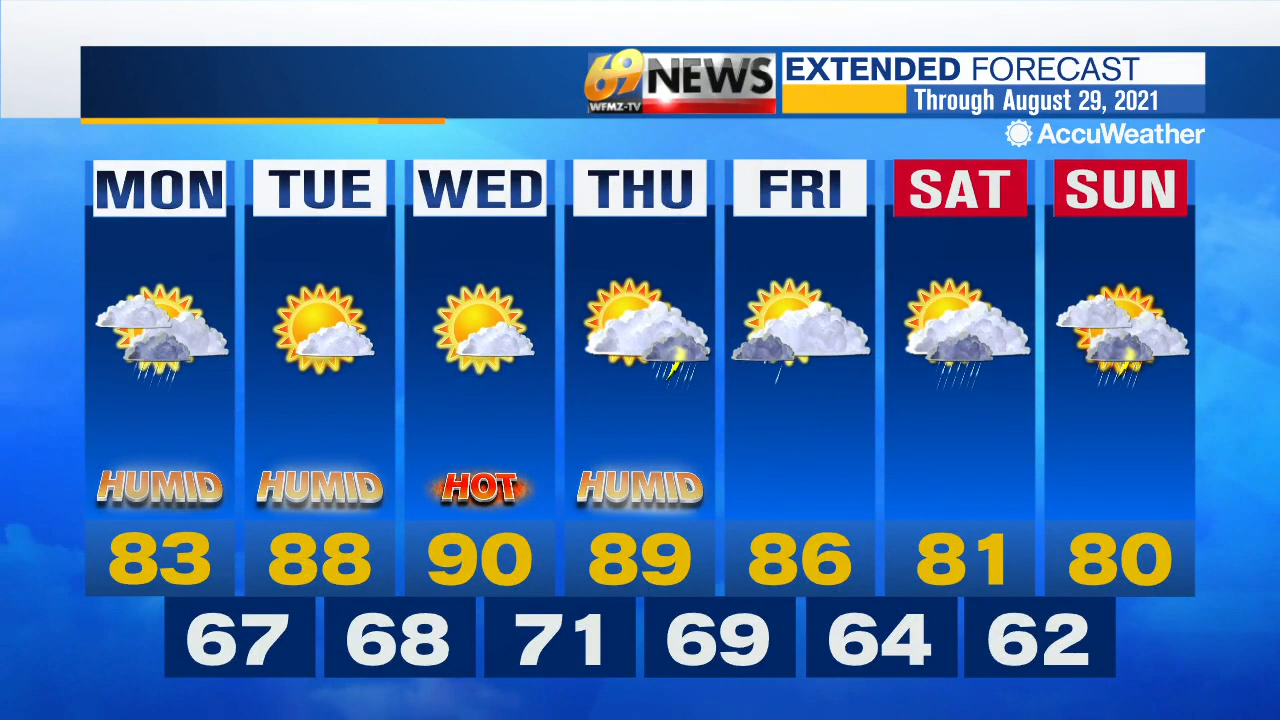 69 NEWS
WFMZ-TV
EXTENDED FORECAST
Through August 29, 2021
AccuWeather
MON TUE WED THU FRI SAT SUN
HUMID HUMID HOT HUMID
83 88 90 89 86 81 80
67 68 71 69 64 62